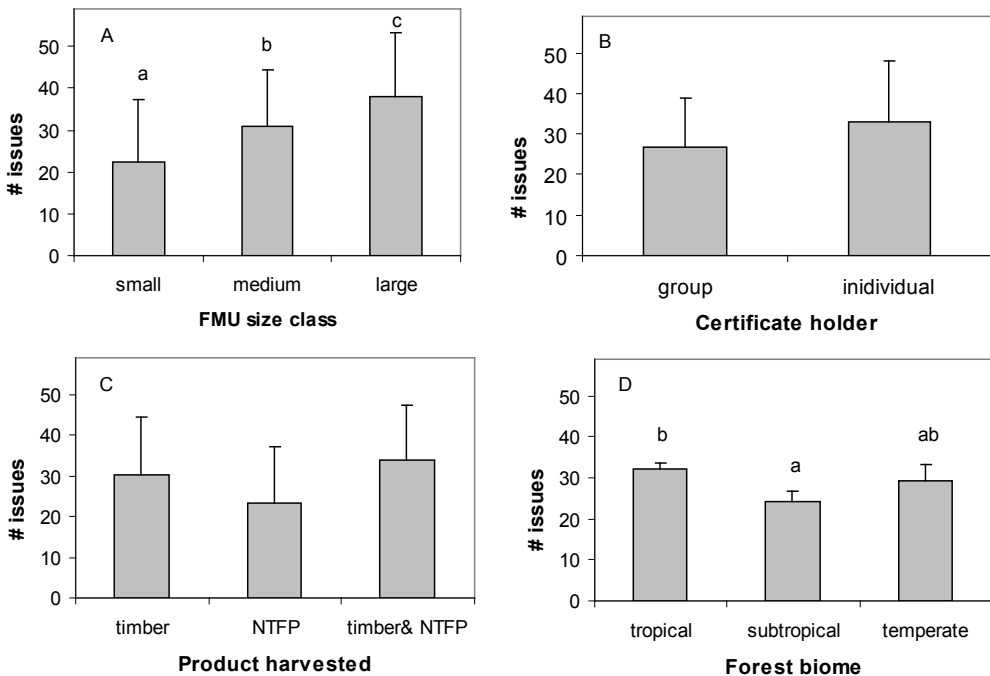 A
a
b
c
# issues
50
40
30
20
10
0
small medium large
FMU size class
B
# issues
50
40
30
20
10
0
group inidividual
Certificate holder
C
# issues
50
40
30
20
10
0
timber NTFP timber& NTFP
Product harvested
D
b
a
ab
# issues
50
40
30
20
10
0
tropical subtropical temperate
Forest biome